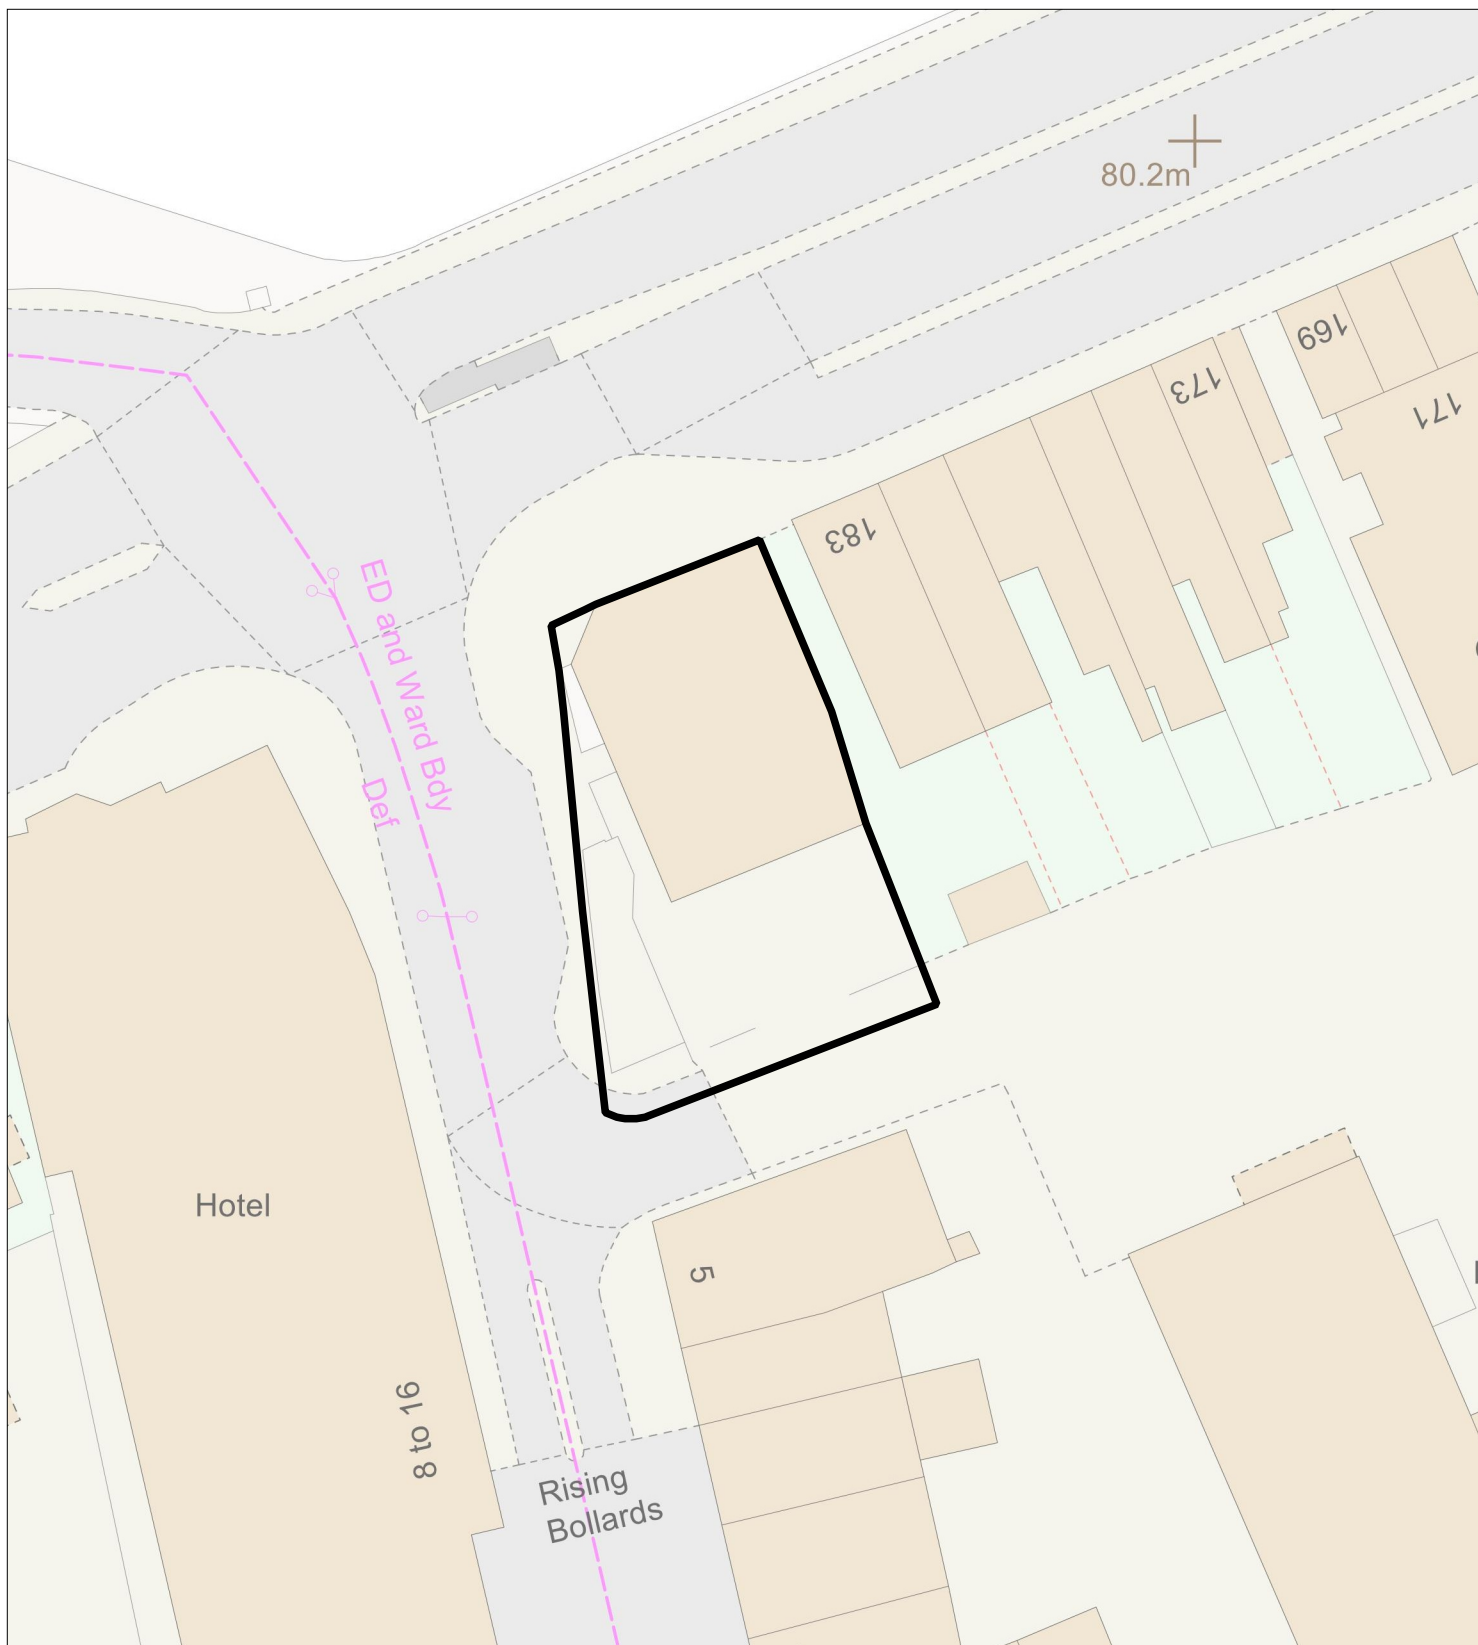 80.2m
169
171
173
183
ED and Ward Bdy
Def
Hotel
5
8 to 16
Rising
Bollards